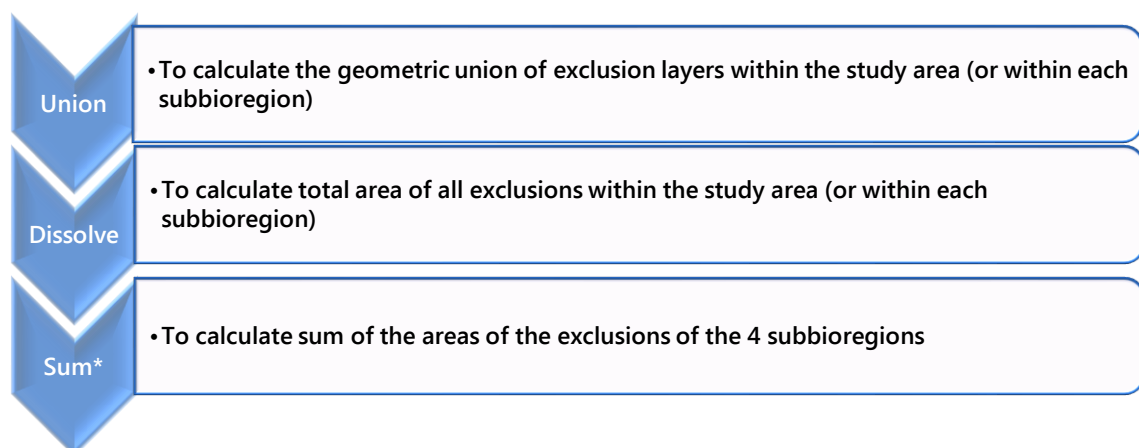 Union
•To calculate the geometric union of exclusion layers within the study area (or within each
subbioregion)
Dissolve
•To calculate total area of all exclusions within the study area (or within each
subbioregion)
Sum*
•To calculate sum of the areas of the exclusions of the 4 subbioregions